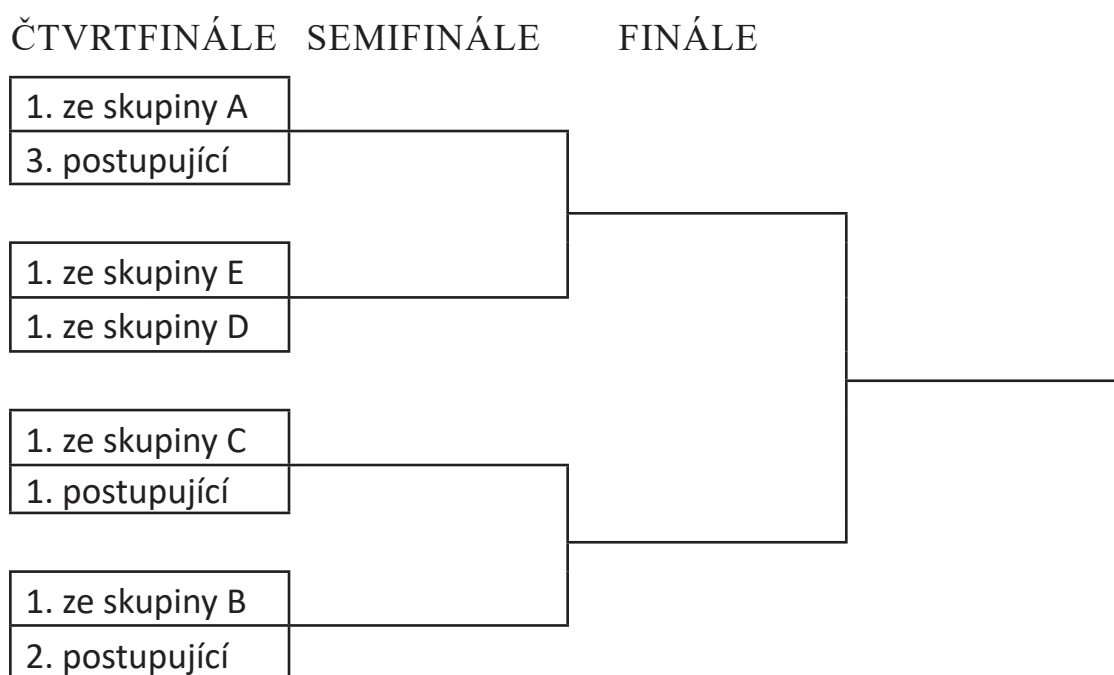 ČTVRTFINÁLE SEMIFINÁLE FINÁLE
1. ze skupiny A
3. postupující
1. ze skupiny E
1. ze skupiny D
1. ze skupiny C
1. postupující
1. ze skupiny B
2. postupující